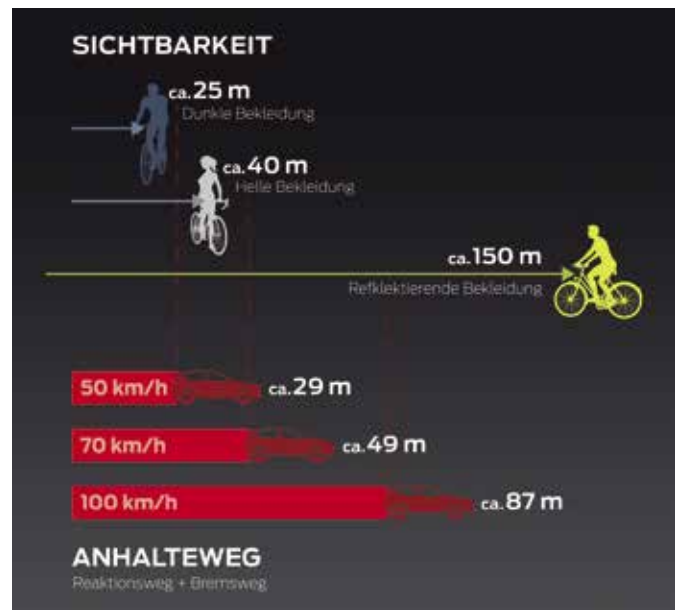 SICHTBARKEIT
ca. 25 m
Dunkle Bekleidung
ca. 40 m
Helle Bekleidung
ca. 150 m
Refklektierende Bekleidung
50 km/h
ca. 29 m
70 km/h
ca. 49 m
100 km/h
ca. 87 m
ANHALTEWEG
Reaktionsweg + Bremsweg